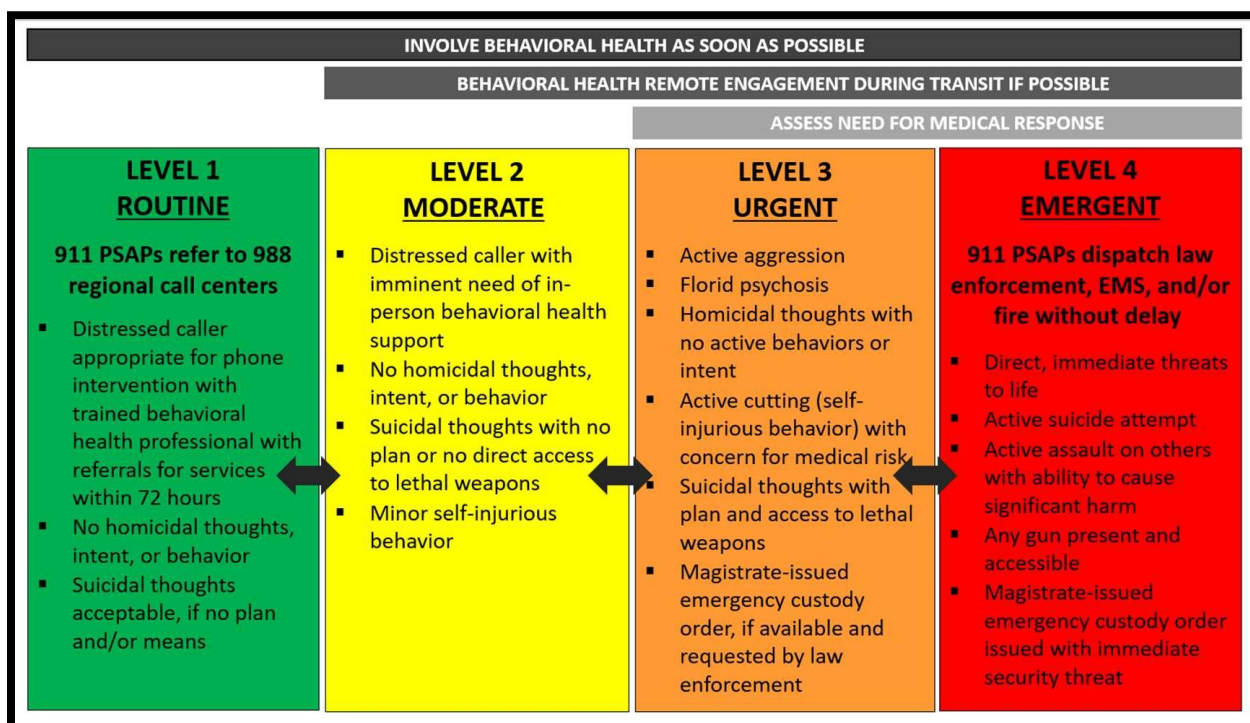 INVOLVE BEHAVIORAL HEALTH AS SOON AS POSSIBLE
BEHAVIORAL HEALTH REMOTE ENGAGEMENT DURING TRANSIT IF POSSIBLE
ASSESS NEED FOR MEDICAL RESPONSE
LEVEL 1
ROUTINE
911 PSAPs refer to 988
regional call centers
▪ Distressed caller
appropriate for phone
intervention with
trained behavioral
health professional with
referrals for services
within 72 hours
▪ No homicidal thoughts,
intent, or behavior
▪ Suicidal thoughts
acceptable, if no plan
and/or means
LEVEL 2
MODERATE
▪ Distressed caller with
imminent need of in-
person behavioral health
support
▪ No homicidal thoughts,
intent, or behavior
▪ Suicidal thoughts with no
plan or no direct access
to lethal weapons
▪ Minor self-injurious
behavior
LEVEL 3
URGENT
▪ Active aggression
▪ Florid psychosis
▪ Homicidal thoughts with
no active behaviors or
intent
▪ Active cutting (self-
injurious behavior) with
concern for medical risk
▪ Suicidal thoughts with
plan and access to lethal
weapons
▪ Magistrate-issued
emergency custody
order, if available and
requested by law
enforcement
LEVEL 4
EMERGENT
911 PSAPs dispatch law
enforcement, EMS, and/or
fire without delay
▪ Direct, immediate threats
to life
▪ Active suicide attempt
▪ Active assault on others
with ability to cause
significant harm
▪ Any gun present and
accessible
▪ Magistrate-issued
emergency custody order
issued with immediate
security threat